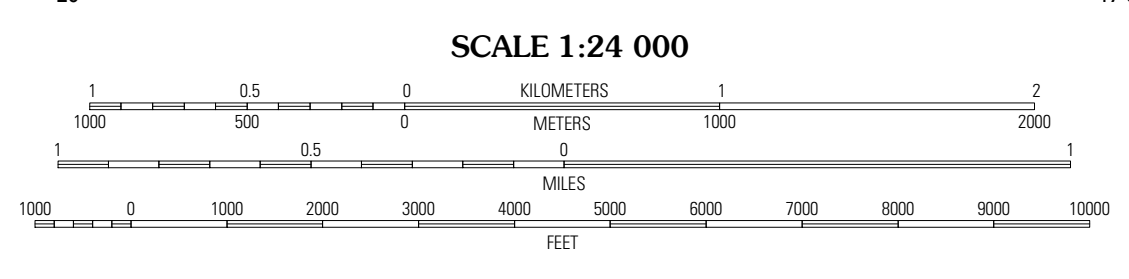 SCALE 1:24 000
1 0.5 0 KILOMETERS 1 2
1000 500 0 METERS 1000 2000
1 0.5 0 1
MILES
1000 0 1000 2000 3000 4000 5000 6000 7000 8000 9000 10000
FEET